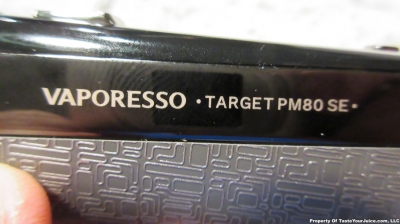 VAPORESSO • TARGET PM80 SE •
Property Of TasteYourJuice.com, LLC